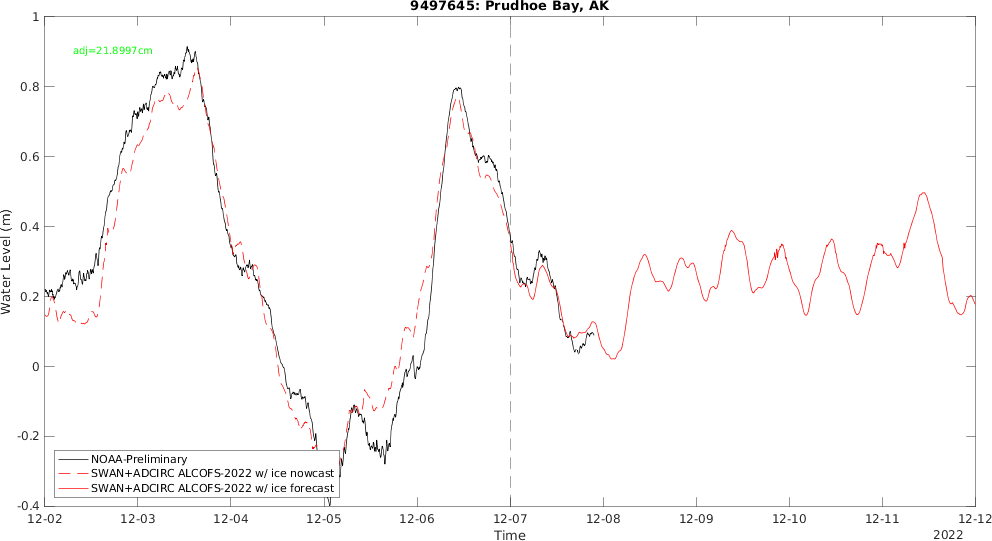 9497645: Prudhoe Bay, AK
adj=21.8997cm
Water Level (m)
1
0.8
0.6
0.4
0.2
0
-0.2
-0.4
NOAA-Preliminary
SWAN+ADCIRC ALCOFS-2022 w/ ice nowcast
SWAN+ADCIRC ALCOFS-2022 w/ ice forecast
12-02 12-03 12-04 12-05 12-06 12-07 12-08 12-09 12-10 12-11 12-12
Time
2022